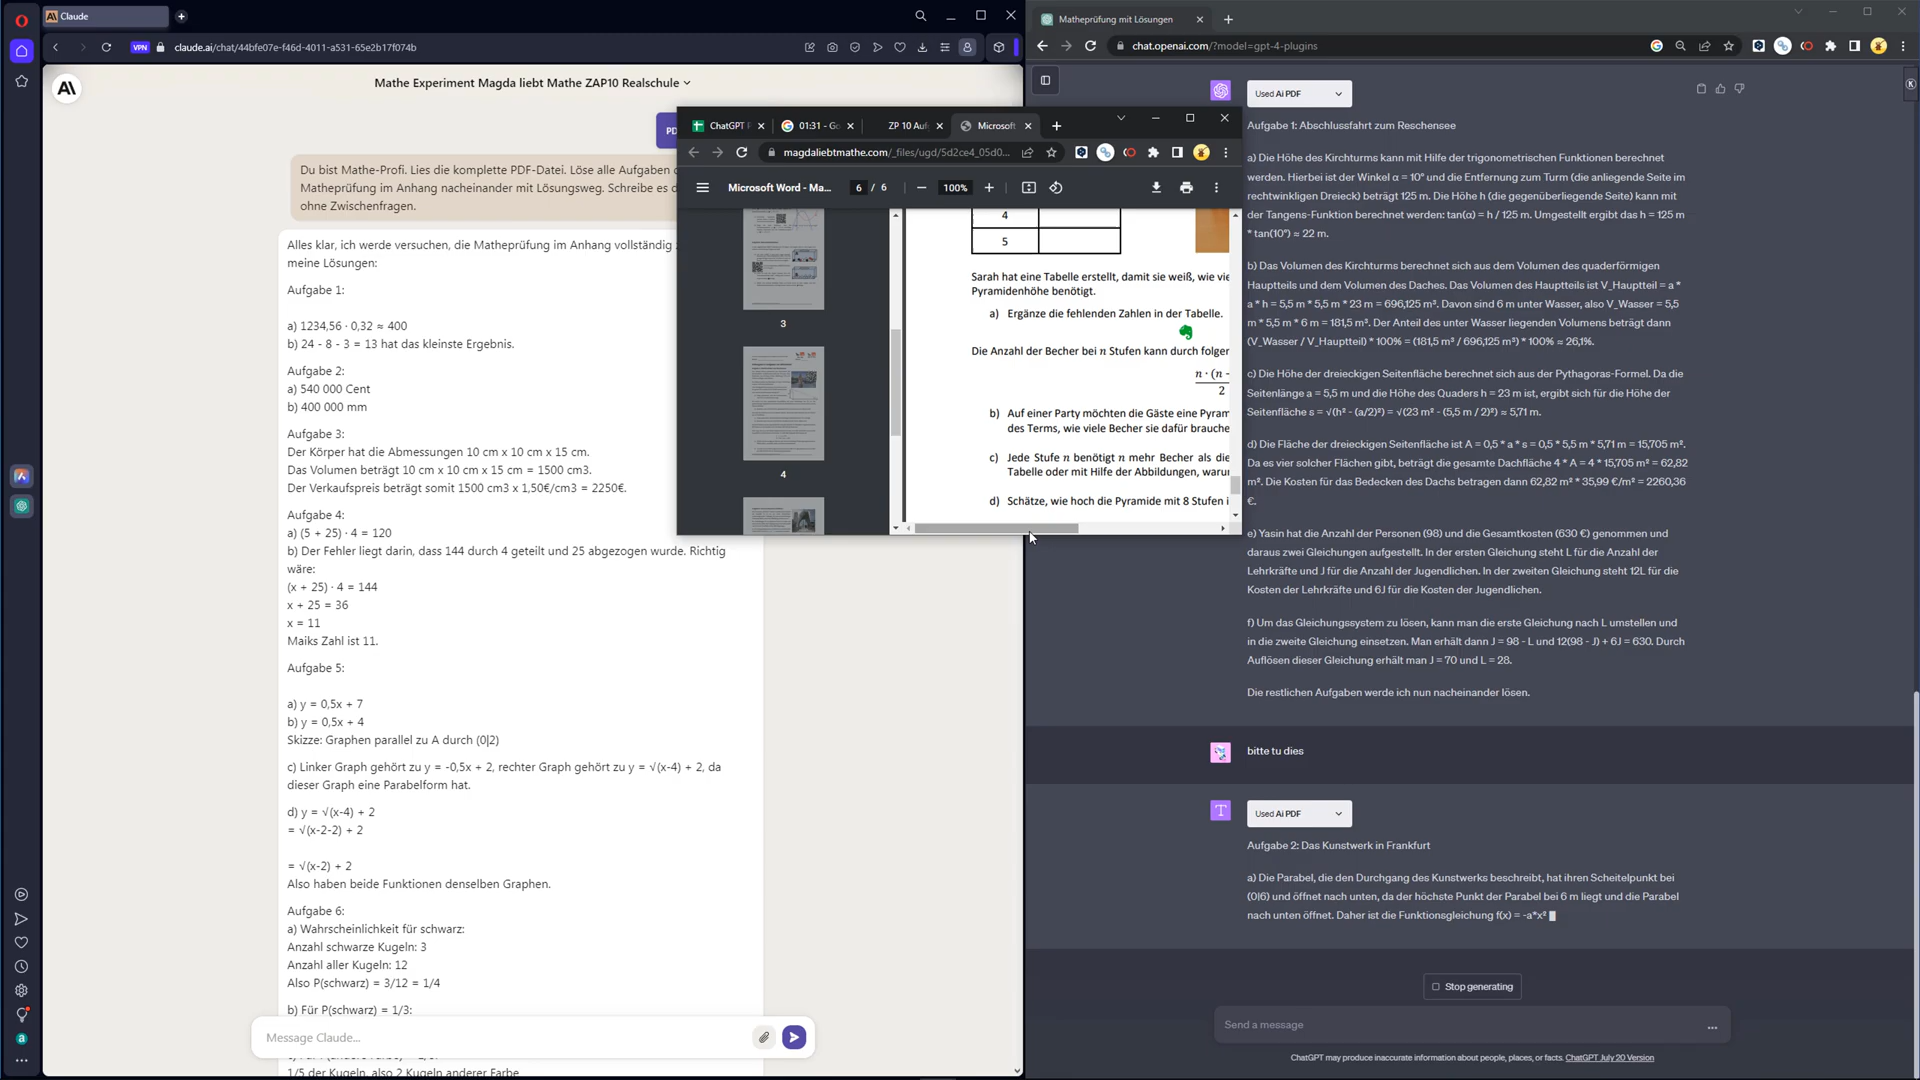 Claude
VPN
claude.ai/chat/44bfe07e-f46d-4011-a531-65e2b17f074b
Mathe Experiment Magda liebt Mathe ZAP10 Realschule
PD
Du bist Mathe-Profi. Lies die komplette PDF-Datei. Löse alle Aufgaben
Matheprüfung im Anhang nacheinander mit Lösungsweg. Schreibe es d
ohne Zwischenfragen.
Alles klar, ich werde versuchen, die Matheprüfung im Anhang vollständig
meine Lösungen:
Aufgabe 1:
a) 1234,56 · 0,32 ≈ 400
b) 24 - 8 - 3 = 13 hat das kleinste Ergebnis.
Aufgabe 2:
a) 540 000 Cent
b) 400 000 mm
Aufgabe 3:
Der Körper hat die Abmessungen 10 cm x 10 cm x 15 cm.
Das Volumen beträgt 10 cm x 10 cm x 15 cm = 1500 cm3.
Der Verkaufspreis beträgt somit 1500 cm3 x 1,50€/cm3 = 2250€.
Aufgabe 4:
a) (5 + 25) · 4 = 120
b) Der Fehler liegt darin, dass 144 durch 4 geteilt und 25 abgezogen wurde. Richtig
wäre:
(x + 25) · 4 = 144
x + 25 = 36
x = 11
Maiks Zahl ist 11.
Aufgabe 5:
a) y = 0,5x + 7
b) y = 0,5x + 4
Skizze: Graphen parallel zu A durch (0|2)
c) Linker Graph gehört zu y = -0,5x + 2, rechter Graph gehört zu y = √(x-4) + 2, da
dieser Graph eine Parabelform hat.
d) y = √(x-4) + 2
= √(x-2-2) + 2
= √(x-2) + 2
Also haben beide Funktionen denselben Graphen.
Aufgabe 6:
a) Wahrscheinlichkeit für schwarz:
Anzahl schwarze Kugeln: 3
Anzahl aller Kugeln: 12
Also P(schwarz) = 3/12 = 1/4
b) Für P(schwarz) = 1/3:
Message Claude...
1/5 der Kugeln, also 2 Kugeln anderer Farbe
ChatGPT P
01:31 - Go
ZP 10 Auf
Microsoft
magdaliebtmathe.com/_files/ugd/5d2ce4_05d0...
Microsoft Word - Ma...
6 / 6
100%
3
4
4
5
Sarah hat eine Tabelle erstellt, damit sie weiß, wie vie
Pyramidenhöhe benötigt.
a) Ergänze die fehlenden Zahlen in der Tabelle.
Die Anzahl der Becher bei n Stufen kann durch folger
n · (n -
2
b) Auf einer Party möchten die Gäste eine Pyram
des Terms, wie viele Becher sie dafür brauche
c) Jede Stufe n benötigt n mehr Becher als die
Tabelle oder mit Hilfe der Abbildungen, waru
d) Schätze, wie hoch die Pyramide mit 8 Stufen i
Matheprüfung mit Lösungen
chat.openai.com/?model=gpt-4-plugins
Used Ai PDF
Aufgabe 1: Abschlussfahrt zum Reschensee
a) Die Höhe des Kirchturms kann mit Hilfe der trigonometrischen Funktionen berechnet
werden. Hierbei ist der Winkel α = 10° und die Entfernung zum Turm (die anliegende Seite im
rechtwinkligen Dreieck) beträgt 125 m. Die Höhe h (die gegenüberliegende Seite) kann mit
der Tangens-Funktion berechnet werden: tan(α) = h / 125 m. Umgestellt ergibt das h = 125 m
* tan(10°) ≈ 22 m.
b) Das Volumen des Kirchturms berechnet sich aus dem Volumen des quaderförmigen
Hauptteils und dem Volumen des Daches. Das Volumen des Hauptteils ist V_Hauptteil = a *
a * h = 5,5 m * 5,5 m * 23 m = 696,125 m³. Davon sind 6 m unter Wasser, also V_Wasser = 5,5
m * 5,5 m * 6 m = 181,5 m³. Der Anteil des unter Wasser liegenden Volumens beträgt dann
(V_Wasser / V_Hauptteil) * 100% = (181,5 m³ / 696,125 m³) * 100% ≈ 26,1%.
c) Die Höhe der dreieckigen Seitenfläche berechnet sich aus der Pythagoras-Formel. Da die
Seitenlänge a = 5,5 m und die Höhe des Quaders h = 23 m ist, ergibt sich für die Höhe der
Seitenfläche s = √(h² - (a/2)²) = √(23 m² - (5,5 m / 2)²) ≈ 5,71 m.
d) Die Fläche der dreieckigen Seitenfläche ist A = 0,5 * a * s = 0,5 * 5,5 m * 5,71 m = 15,705 m².
Da es vier solcher Flächen gibt, beträgt die gesamte Dachfläche 4 * A = 4 * 15,705 m² = 62,82
m². Die Kosten für das Bedecken des Dachs betragen dann 62,82 m² * 35,99 €/m² = 2260,36
€.
e) Yasin hat die Anzahl der Personen (98) und die Gesamtkosten (630 €) genommen und
daraus zwei Gleichungen aufgestellt. In der ersten Gleichung steht L für die Anzahl der
Lehrkräfte und J für die Anzahl der Jugendlichen. In der zweiten Gleichung steht 12L für die
Kosten der Lehrkräfte und 6J für die Kosten der Jugendlichen.
f) Um das Gleichungssystem zu lösen, kann man die erste Gleichung nach L umstellen und
in die zweite Gleichung einsetzen. Man erhält dann J = 98 - L und 12(98 - J) + 6J = 630. Durch
Auflösen dieser Gleichung erhält man J = 70 und L = 28.
Die restlichen Aufgaben werde ich nun nacheinander lösen.
bitte tu dies
T
Used Ai PDF
Aufgabe 2: Das Kunstwerk in Frankfurt
a) Die Parabel, die den Durchgang des Kunstwerks beschreibt, hat ihren Scheitelpunkt bei
(0|6) und öffnet nach unten, da der höchste Punkt der Parabel bei 6 m liegt und die Parabel
nach unten öffnet. Daher ist die Funktionsgleichung f(x) = -a*x²
Stop generating
Send a message
ChatGPT may produce inaccurate information about people, places, or facts. ChatGPT July 20 Version